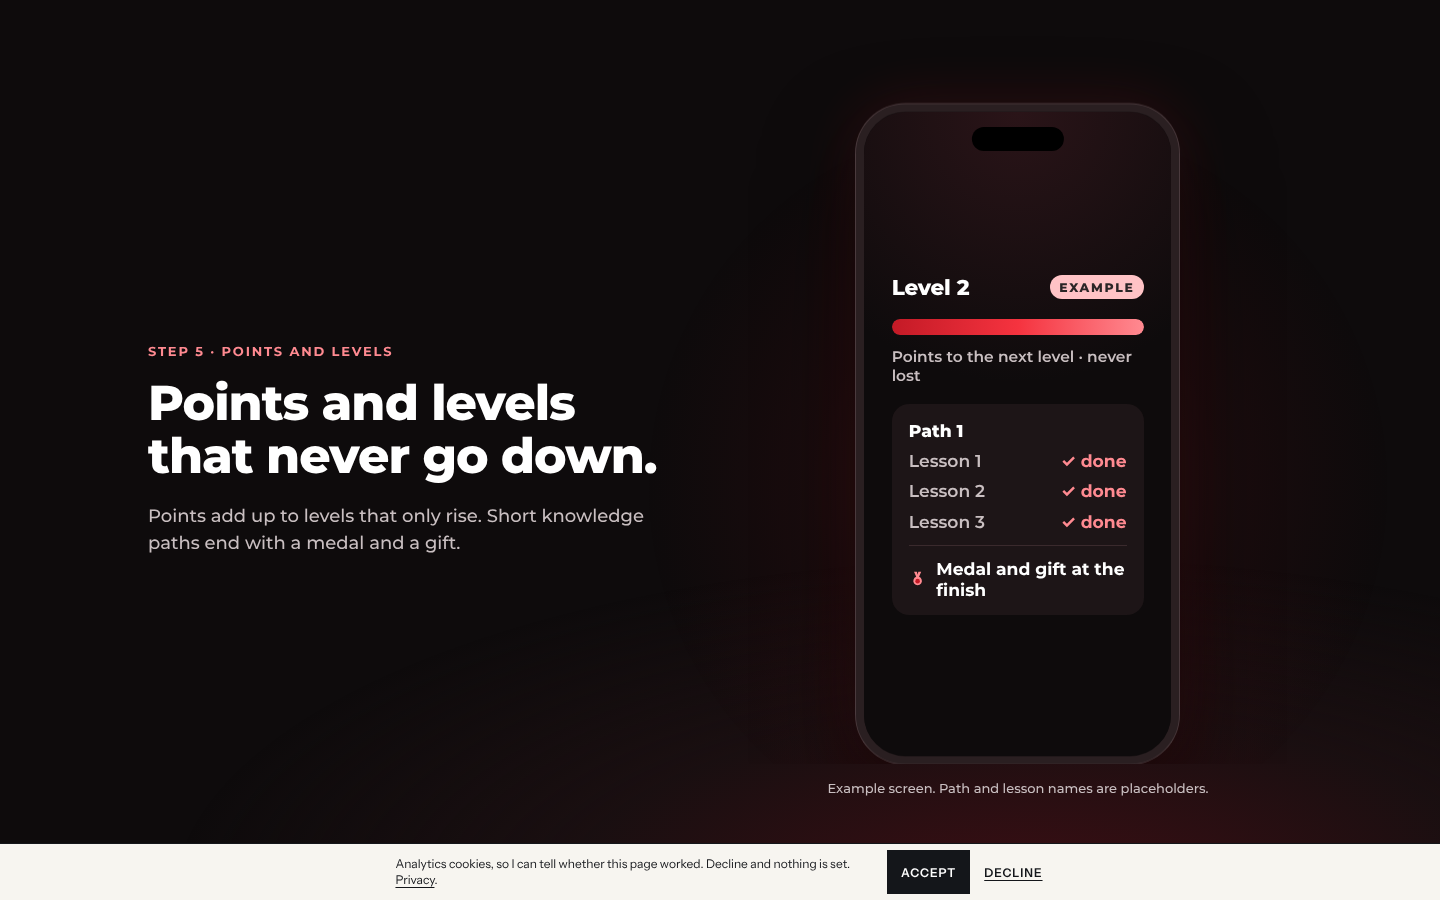 STEP 5 · POINTS AND LEVELS
Points and levels
that never go down.
Points add up to levels that only rise. Short knowledge
paths end with a medal and a gift.
Level 2
EXAMPLE
Points to the next level · never
lost
Path 1
Lesson 1 ✓ done
Lesson 2 ✓ done
Lesson 3 ✓ done
Medal and gift at the
finish
Example screen. Path and lesson names are placeholders.
Analytics cookies, so I can tell whether this page worked. Decline and nothing is set.
Privacy.
ACCEPT
DECLINE